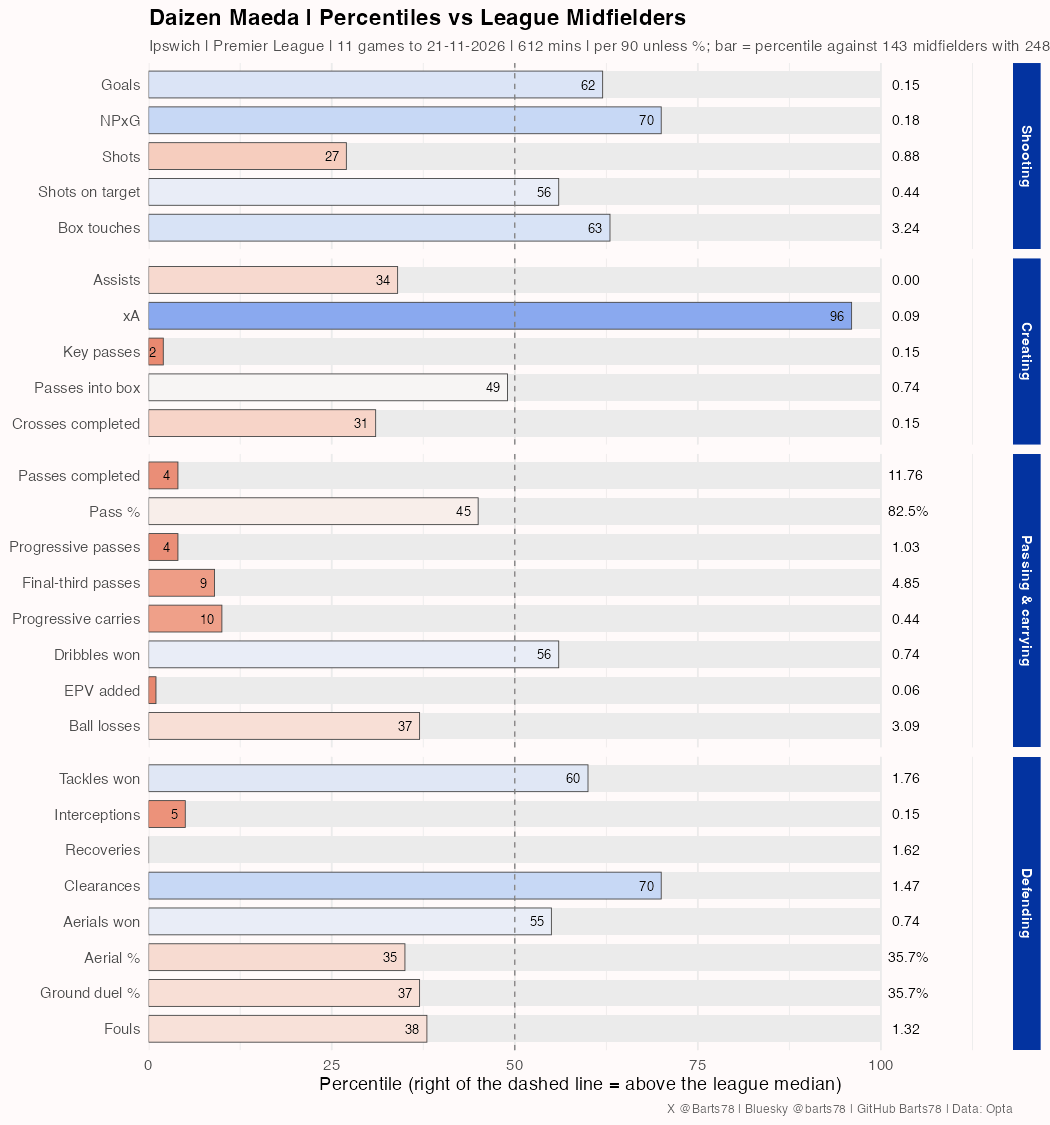 Daizen Maeda | Percentiles vs League Midfielders
Ipswich | Premier League | 11 games to 21-11-2026 | 612 mins | per 90 unless %; bar = percentile against 143 midfielders with 248
Goals 62 0.15
NPxG 70 0.18
Shots 27 0.88
Shots on target 56 0.44
Box touches 63 3.24
Shooting
Assists 34 0.00
xA 96 0.09
Key passes 2 0.15
Passes into box 49 0.74
Crosses completed 31 0.15
Creating
Passes completed 4 11.76
Pass % 45 82.5%
Progressive passes 4 1.03
Final-third passes 9 4.85
Progressive carries 10 0.44
Dribbles won 56 0.74
EPV added 0.06
Ball losses 37 3.09
Passing & carrying
Tackles won 60 1.76
Interceptions 5 0.15
Recoveries 1.62
Clearances 70 1.47
Aerials won 55 0.74
Aerial % 35 35.7%
Ground duel % 37 35.7%
Fouls 38 1.32
Defending
0 25 50 75 100
Percentile (right of the dashed line = above the league median)
X @Barts78 | Bluesky @barts78 | GitHub Barts78 | Data: Opta